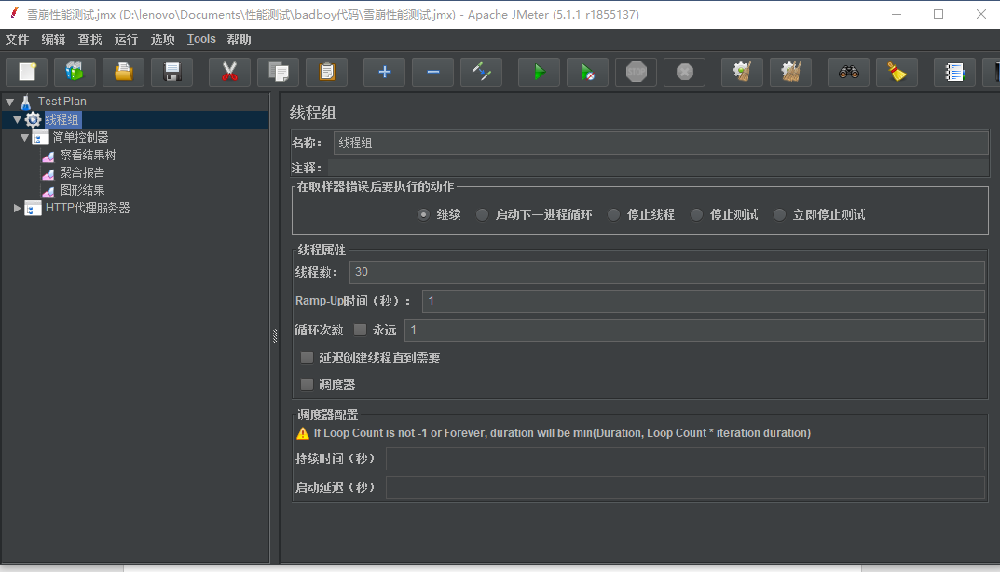 雪崩性能测试.jmx (D:\lenovo\Documents\性能测试\badboy代码\雪崩性能测试.jmx) - Apache JMeter (5.1.1 r1855137)
文件 编辑 查找 运行 选项 Tools 帮助
STOP
Test Plan
线程组
简单控制器
察看结果树
聚合报告
图形结果
HTTP代理服务器
线程组
名称： 线程组
注释：
在取样器错误后要执行的动作
继续 启动下一进程循环 停止线程 停止测试 立即停止测试
线程属性
线程数： 30
Ramp-Up时间（秒）： 1
循环次数 永远 1
延迟创建线程直到需要
调度器
调度器配置
If Loop Count is not -1 or Forever, duration will be min(Duration, Loop Count * iteration duration)
持续时间（秒）
启动延迟（秒）